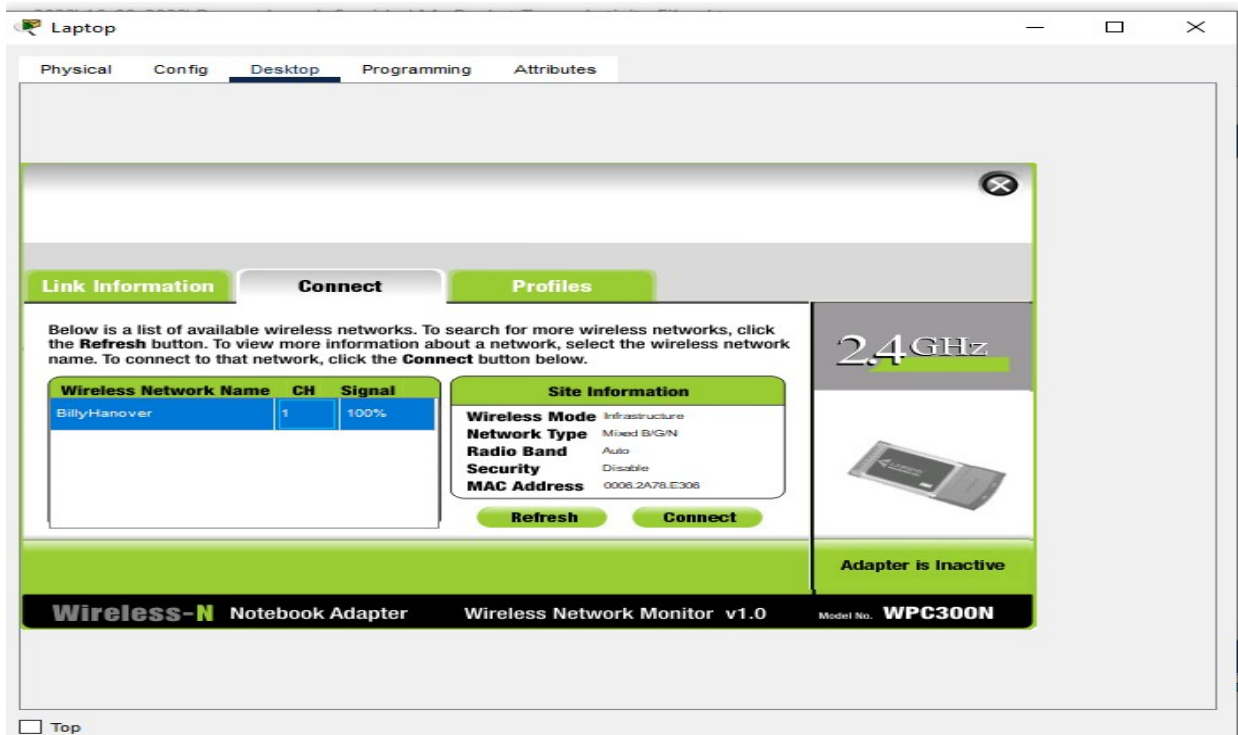 Laptop
Physical Config Desktop Programming Attributes
Link Information Connect Profiles
Below is a list of available wireless networks. To search for more wireless networks, click
the Refresh button. To view more information about a network, select the wireless network
name. To connect to that network, click the Connect button below.
2.4GHz
Wireless Network Name CH Signal
BillyHanover 1 100%
Site Information
Wireless Mode Infrastructure
Network Type Mixed B/G/N
Radio Band Auto
Security Disable
MAC Address 0006.2A78.E306
Refresh Connect
Adapter is Inactive
Wireless-N Notebook Adapter Wireless Network Monitor v1.0 Model No. WPC300N
Top